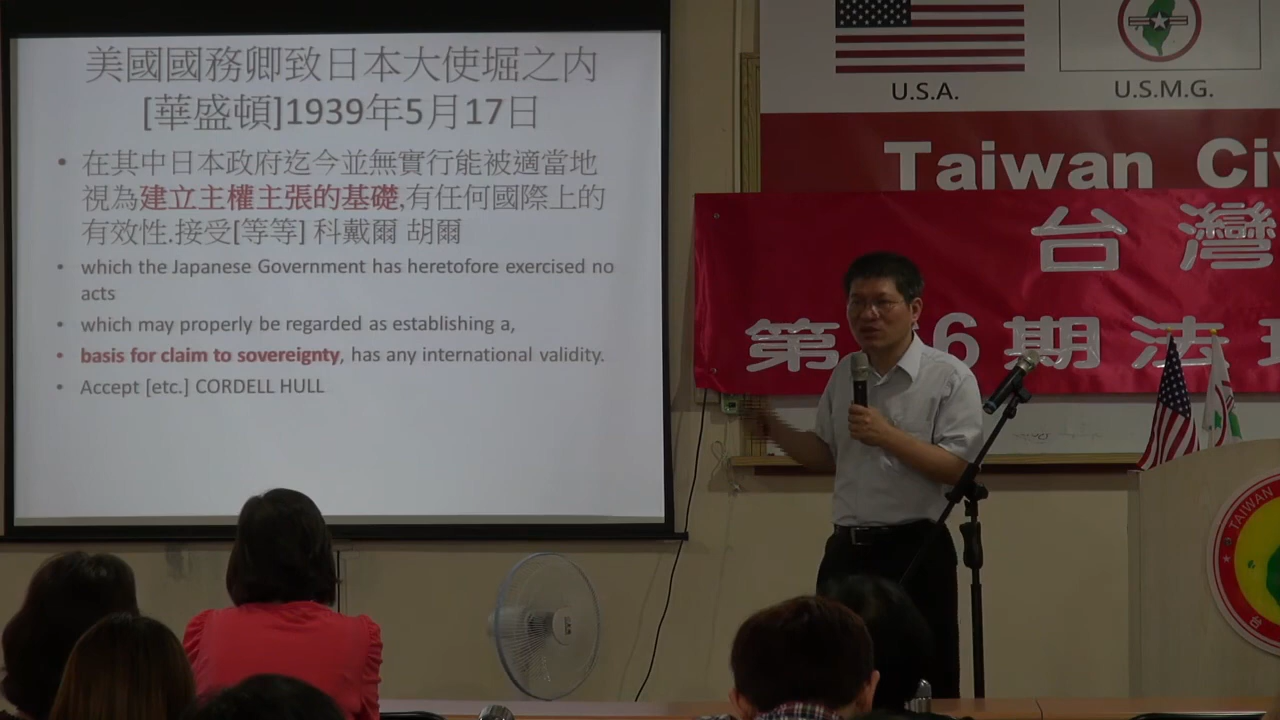 美國國務卿致日本大使堀之內
[華盛頓]1939年5月17日
• 在其中日本政府迄今並無實行能被適當地
視為建立主權主張的基礎,有任何國際上的
有效性.接受[等等] 科戴爾 胡爾
• which the Japanese Government has heretofore exercised no
acts
• which may properly be regarded as establishing a,
• basis for claim to sovereignty, has any international validity.
• Accept [etc.] CORDELL HULL
U.S.A.
U.S.M.G.
Taiwan Ci
台灣
第 6期法
TAIWAN
台